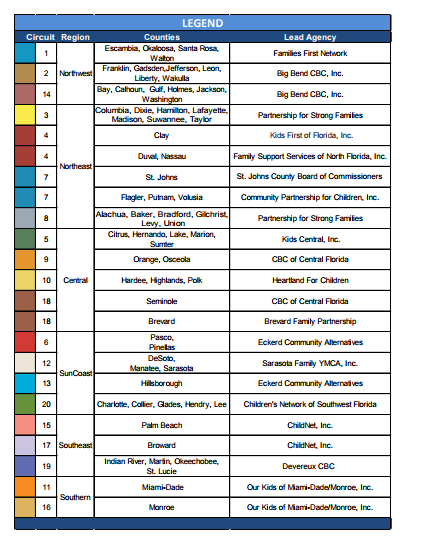 LEGEND
Circuit Region Counties Lead Agency
1 Escambia, Okaloosa, Santa Rosa, Walton Families First Network
Northwest
2 Franklin, Gadsden,Jefferson, Leon, Liberty, Wakulla Big Bend CBC, Inc.
14 Bay, Calhoun, Gulf, Holmes, Jackson, Washington Big Bend CBC, Inc.
3 Columbia, Dixie, Hamilton, Lafayette, Madison, Suwannee, Taylor Partnership for Strong Families
4 Clay Kids First of Florida, Inc.
4 Duval, Nassau Family Support Services of North Florida, Inc.
Northeast
7 St. Johns St. Johns County Board of Commissioners
7 Flagler, Putnam, Volusia Community Partnership for Children, Inc.
8 Alachua, Baker, Bradford, Gilchrist, Levy, Union Partnership for Strong Families
5 Citrus, Hernando, Lake, Marion, Sumter Kids Central, Inc.
9 Orange, Osceola CBC of Central Florida
10 Central Hardee, Highlands, Polk Heartland For Children
18 Seminole CBC of Central Florida
18 Brevard Brevard Family Partnership
6 Pasco, Pinellas Eckerd Community Alternatives
12 DeSoto, Manatee, Sarasota Sarasota Family YMCA, Inc.
SunCoast
13 Hillsborough Eckerd Community Alternatives
20 Charlotte, Collier, Glades, Hendry, Lee Children's Network of Southwest Florida
15 Palm Beach ChildNet, Inc.
17 Southeast Broward ChildNet, Inc.
19 Indian River, Martin, Okeechobee, St. Lucie Devereux CBC
11 Miami-Dade Our Kids of Miami-Dade/Monroe, Inc.
Southern
16 Monroe Our Kids of Miami-Dade/Monroe, Inc.